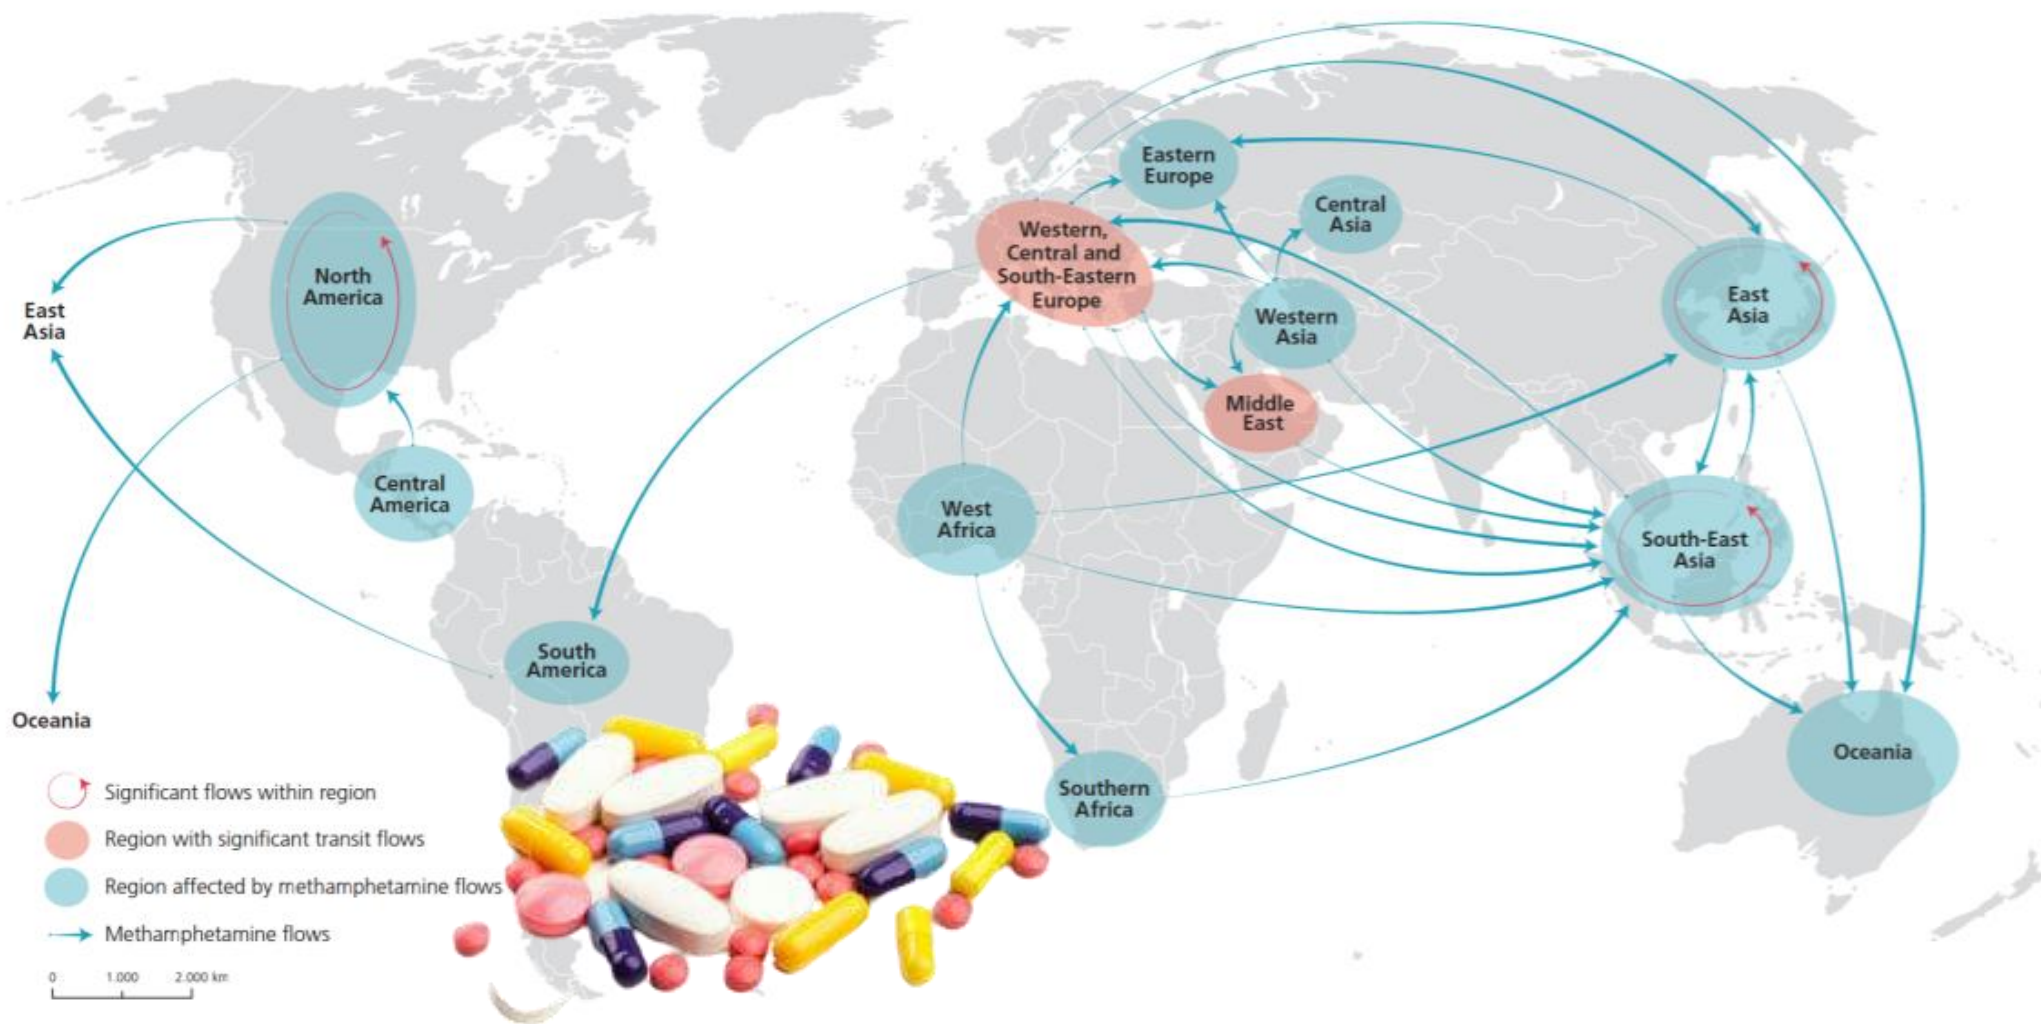 Eastern
Europe
Central
Asia
Western,
Central and
South-Eastern
Europe
North
America
East
Asia
Western
Asia
East
Asia
Middle
East
Central
America
West
Africa
South-East
Asia
South
America
Oceania
Oceania
Southern
Africa
Significant flows within region
Region with significant transit flows
Region affected by methamphetamine flows
Methamphetamine flows
0 1.000 2.000 km